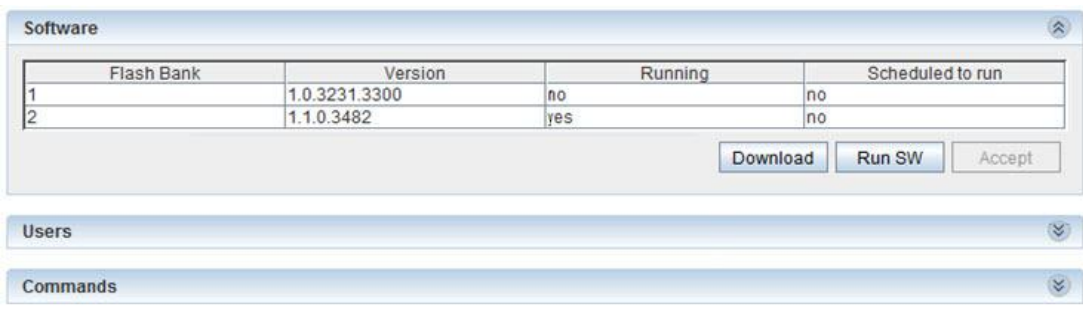 Software
Flash Bank Version Running Scheduled to run
1 1.0.3231.3300 no no
2 1.1.0.3482 yes no
Download Run SW Accept
Users
Commands